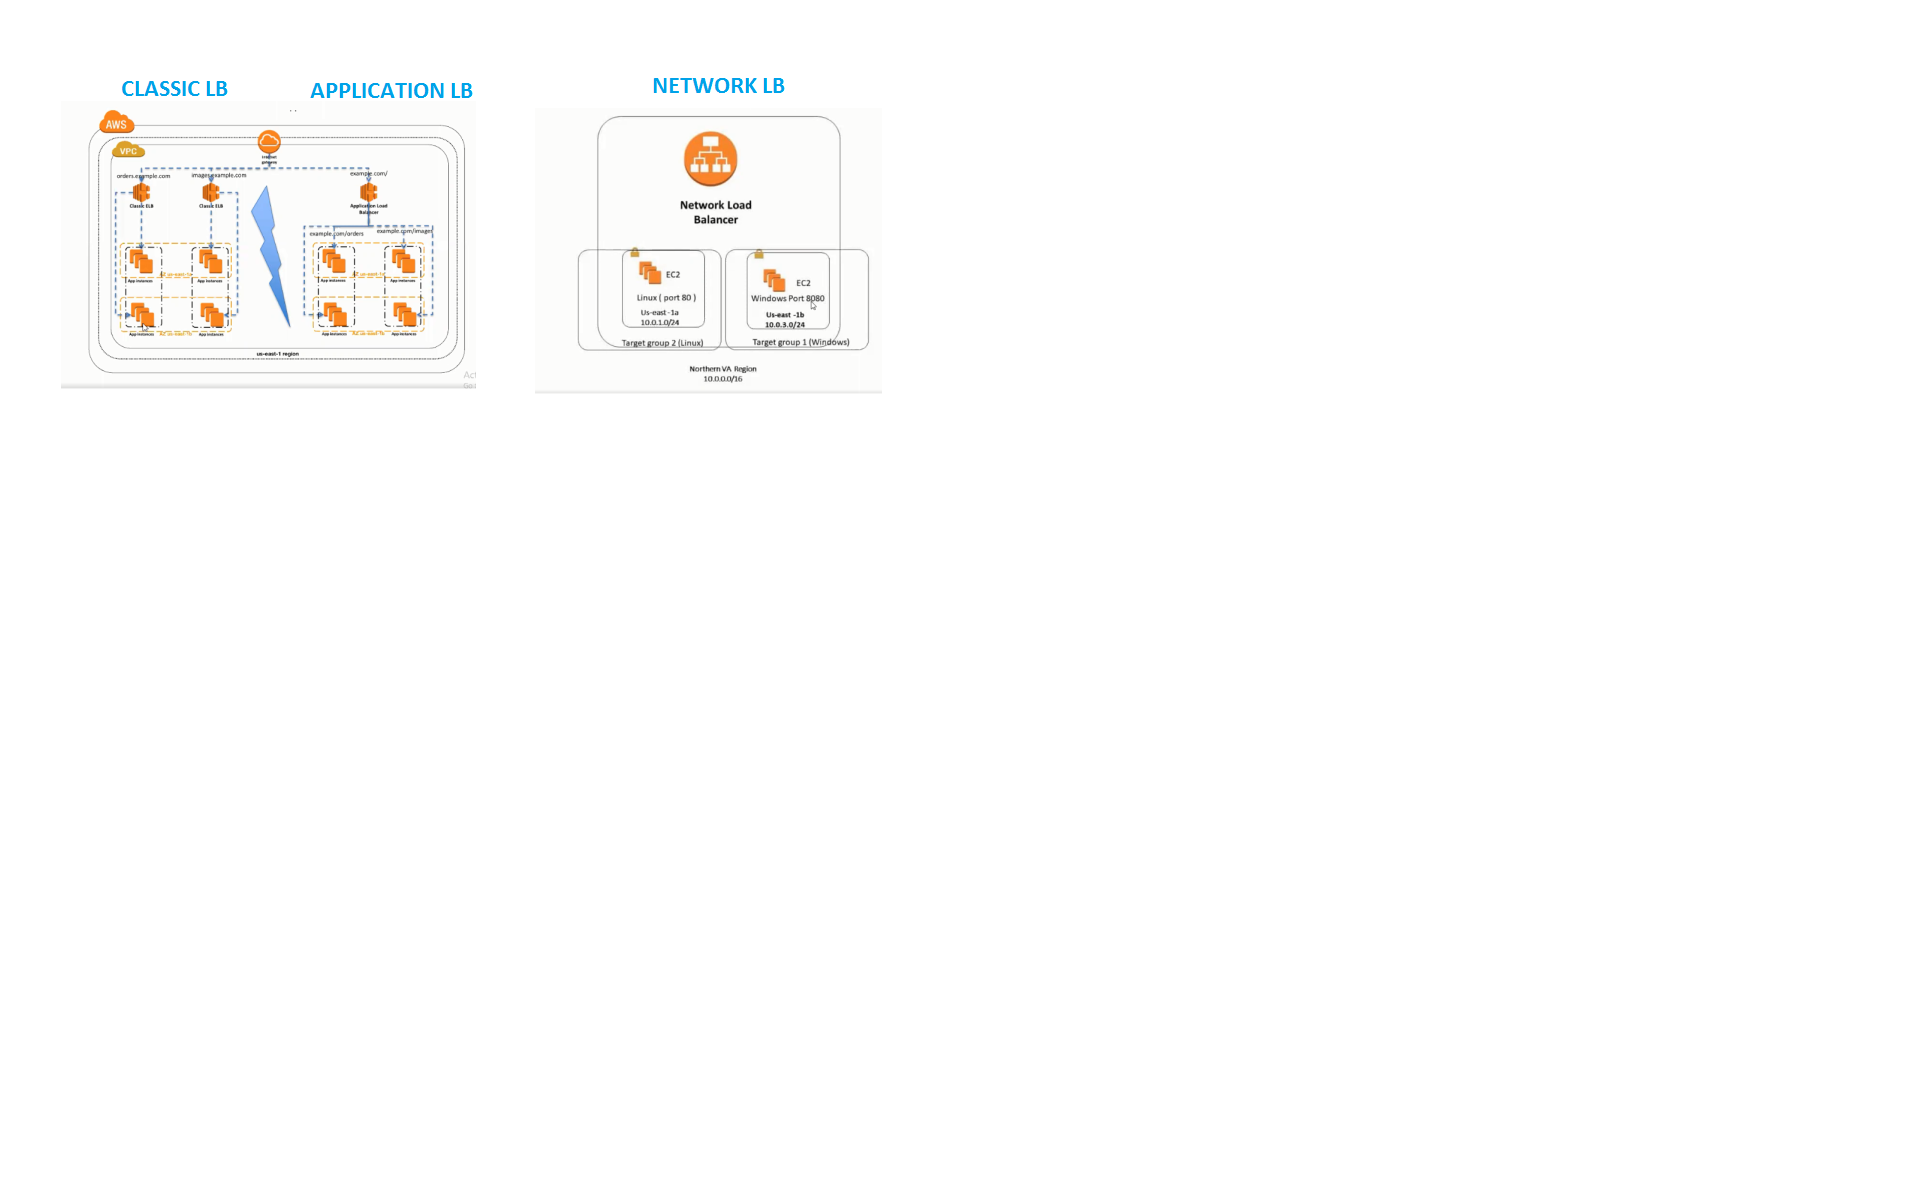 CLASSIC LB
APPLICATION LB
AWS
VPC
orders.example.com
images.example.com
example.com/
Classic ELB
Classic ELB
Application Load
Balancer
example.com/orders
example.com/images
App Instances
App Instances
App Instances
App Instances
AZ us-east-1b
App Instances
App Instances
App Instances
App Instances
us-east-1 region
NETWORK LB
Network Load
Balancer
EC2
Linux ( port 80 )
Us-east -1a
10.0.1.0/24
Target group 2 (Linux)
EC2
Windows Port 8080
Us-east -1b
10.0.3.0/24
Target group 1 (Windows)
Northern VA Region
10.0.0.0/16